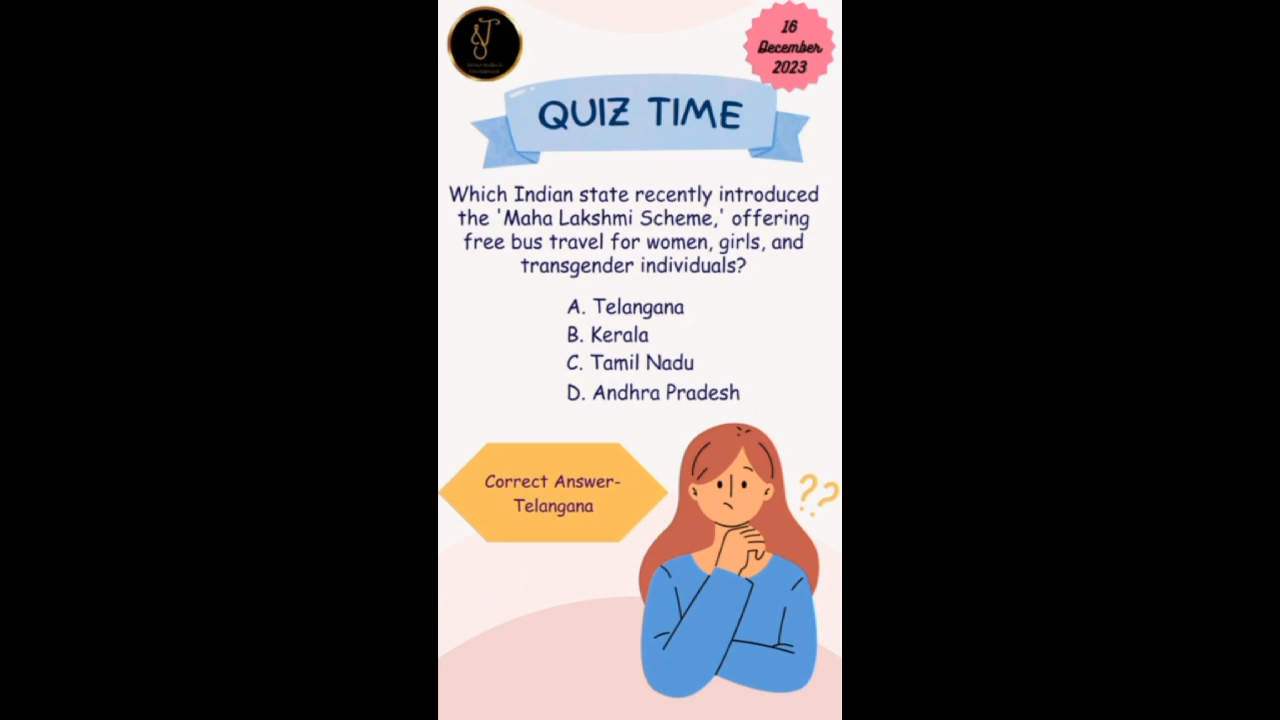 16
December
2023
QUIZ TIME
Which Indian state recently introduced
the 'Maha Lakshmi Scheme,' offering
free bus travel for women, girls, and
transgender individuals?
A. Telangana
B. Kerala
C. Tamil Nadu
D. Andhra Pradesh
Correct Answer-
Telangana
??